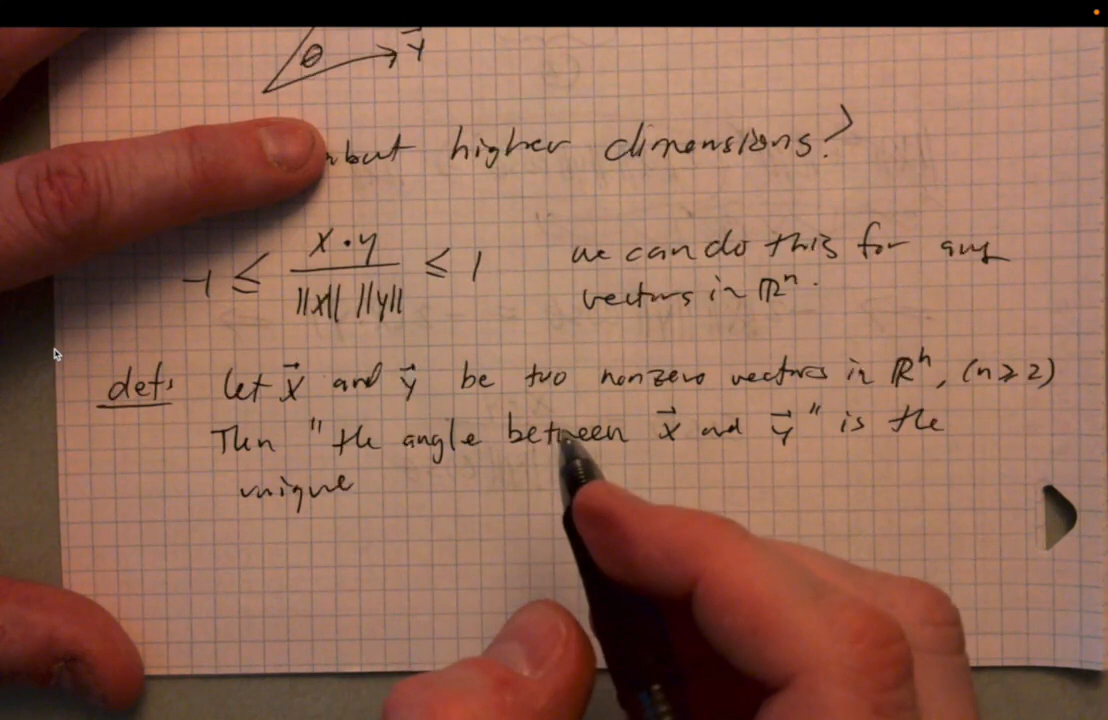 θ y
but higher dimensions?
-1 ≤ x · y / ||x|| ||y|| ≤ 1 we can do this for any
vectors in ℝⁿ.
def: Let x⃗ and y⃗ be two nonzero vectors in ℝⁿ, (n ≥ 2)
Then "the angle between x⃗ and y⃗" is the
unique